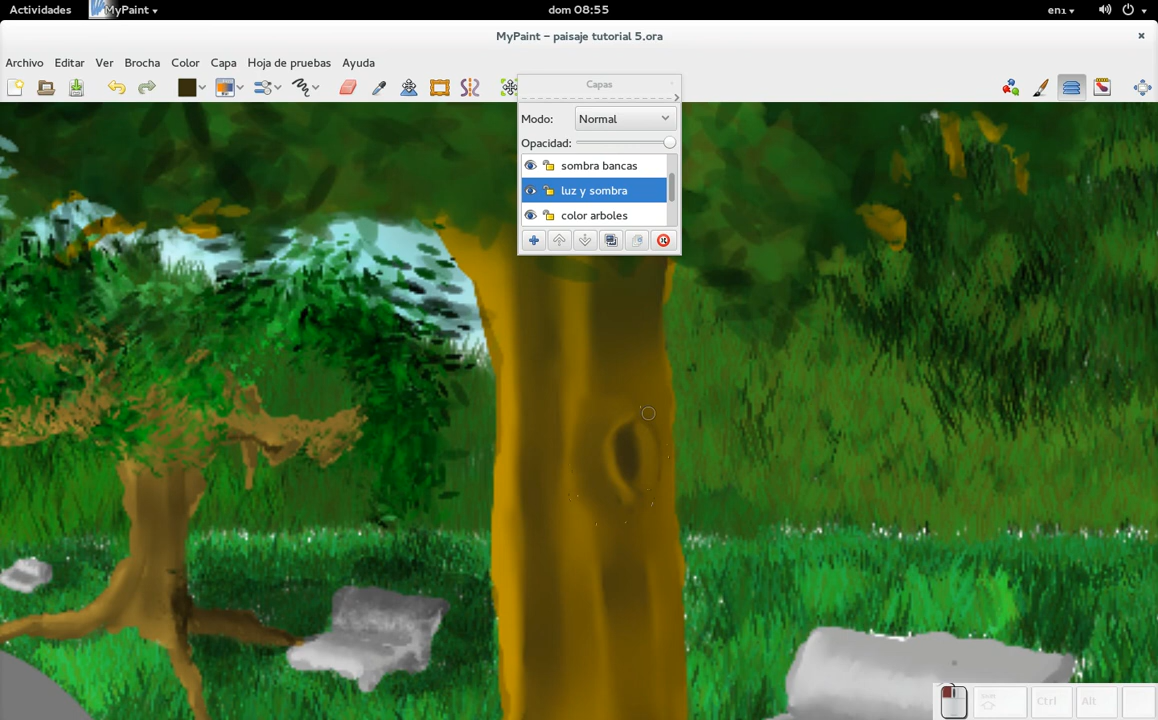 Actividades MyPaint dom 08:55 en₁
MyPaint – paisaje tutorial 5.ora
Archivo Editar Ver Brocha Color Capa Hoja de pruebas Ayuda
Capas
Modo: Normal
Opacidad:
sombra bancas
luz y sombra
color arboles
Ctrl Alt